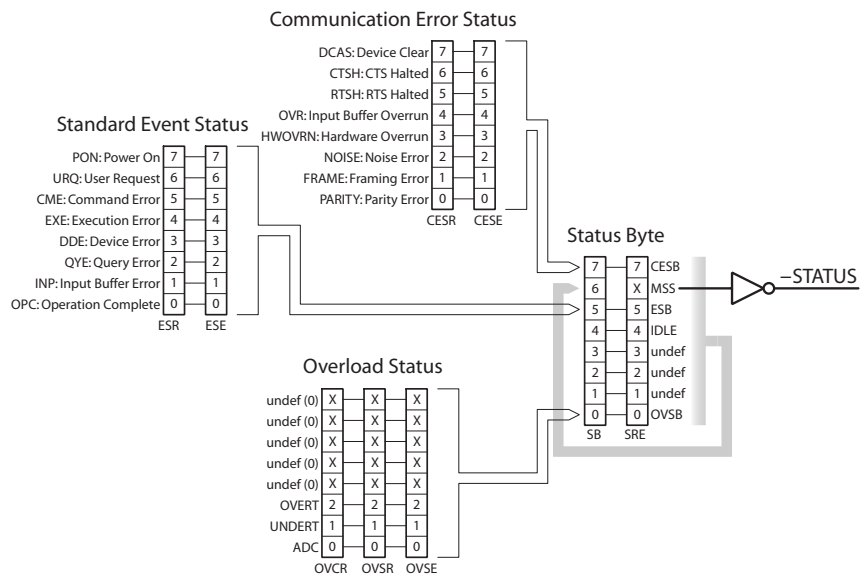 Communication Error Status
DCAS: Device Clear 7 7
CTSH: CTS Halted 6 6
RTSH: RTS Halted 5 5
OVR: Input Buffer Overrun 4 4
HWOVRN: Hardware Overrun 3 3
NOISE: Noise Error 2 2
FRAME: Framing Error 1 1
PARITY: Parity Error 0 0
CESR CESE
Standard Event Status
PON: Power On 7 7
URQ: User Request 6 6
CME: Command Error 5 5
EXE: Execution Error 4 4
DDE: Device Error 3 3
QYE: Query Error 2 2
INP: Input Buffer Error 1 1
OPC: Operation Complete 0 0
ESR ESE
Status Byte
7 7 CESB
6 X MSS
5 5 ESB
4 4 IDLE
3 3 undef
2 2 undef
1 1 undef
0 0 OVSB
SB SRE
–STATUS
Overload Status
undef (0) X X X
undef (0) X X X
undef (0) X X X
undef (0) X X X
undef (0) X X X
OVERT 2 2 2
UNDERT 1 1 1
ADC 0 0 0
OVCR OVSR OVSE